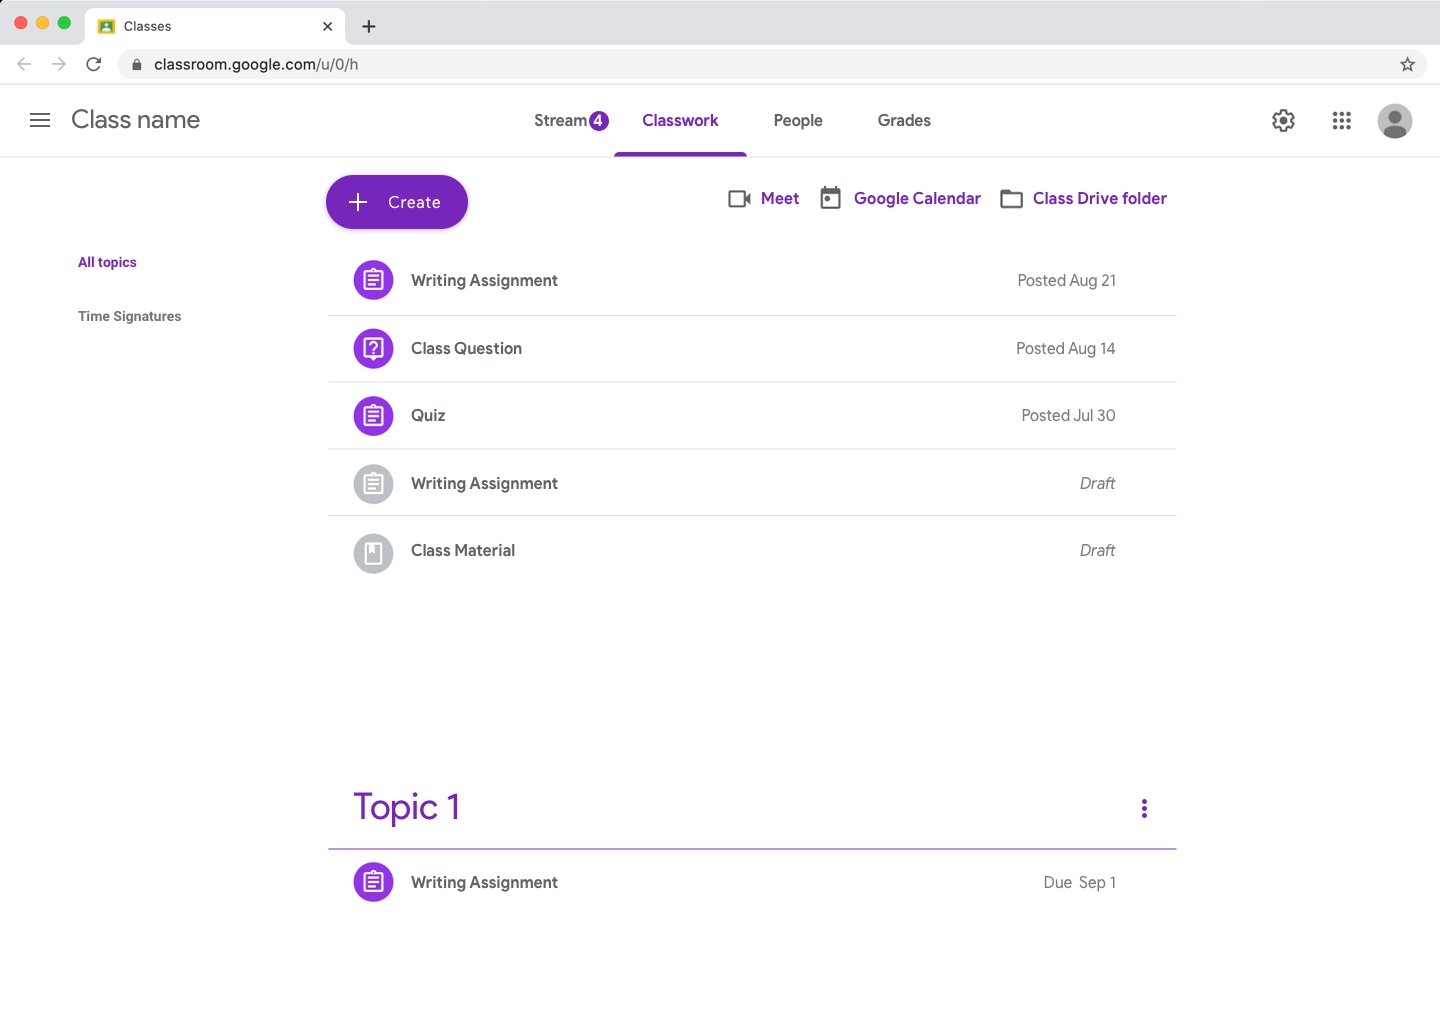 Classes
classroom.google.com/u/0/h
Class name
Stream 4 Classwork People Grades
Create
Meet Google Calendar Class Drive folder
All topics
Time Signatures
Writing Assignment Posted Aug 21
Class Question Posted Aug 14
Quiz Posted Jul 30
Writing Assignment Draft
Class Material Draft
Topic 1
Writing Assignment Due Sep 1